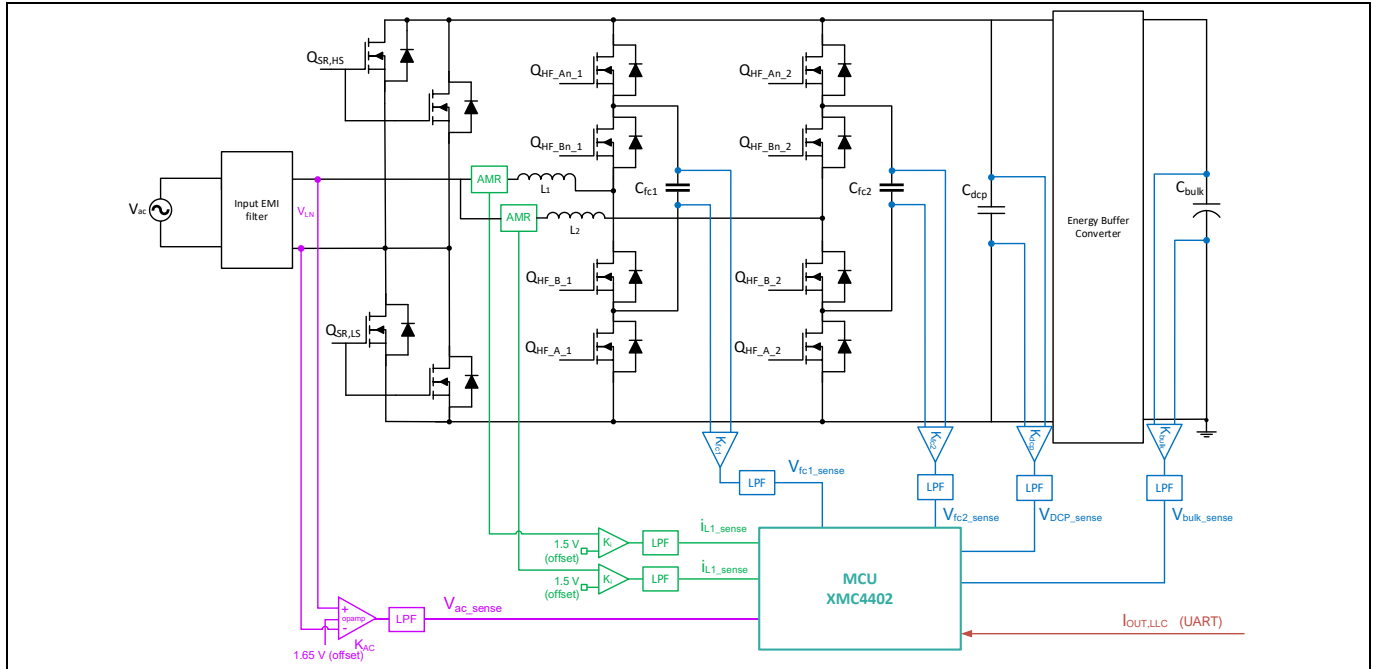 QSR,HS
QHF_An_1
QHF_An_2
QHF_Bn_1
QHF_Bn_2
AMR
L1
Cfc1
Cfc2
Cdcp
Cbulk
Vac
Input EMI
filter
VLN
AMR
L2
Energy Buffer
Converter
QHF_B_1
QHF_B_2
QSR,LS
QHF_A_1
QHF_A_2
Kfc1
Kfc2
Kdcp
Kbulk
Vfc1_sense
LPF
LPF
LPF
LPF
Vfc2_sense
VDCP_sense
Vbulk_sense
1.5 V
(offset)
Ki
LPF
iL1_sense
1.5 V
(offset)
Ki
LPF
iL1_sense
MCU
XMC4402
+
opamp
-
LPF
Vac_sense
KAC
1.65 V (offset)
IOUT,LLC (UART)